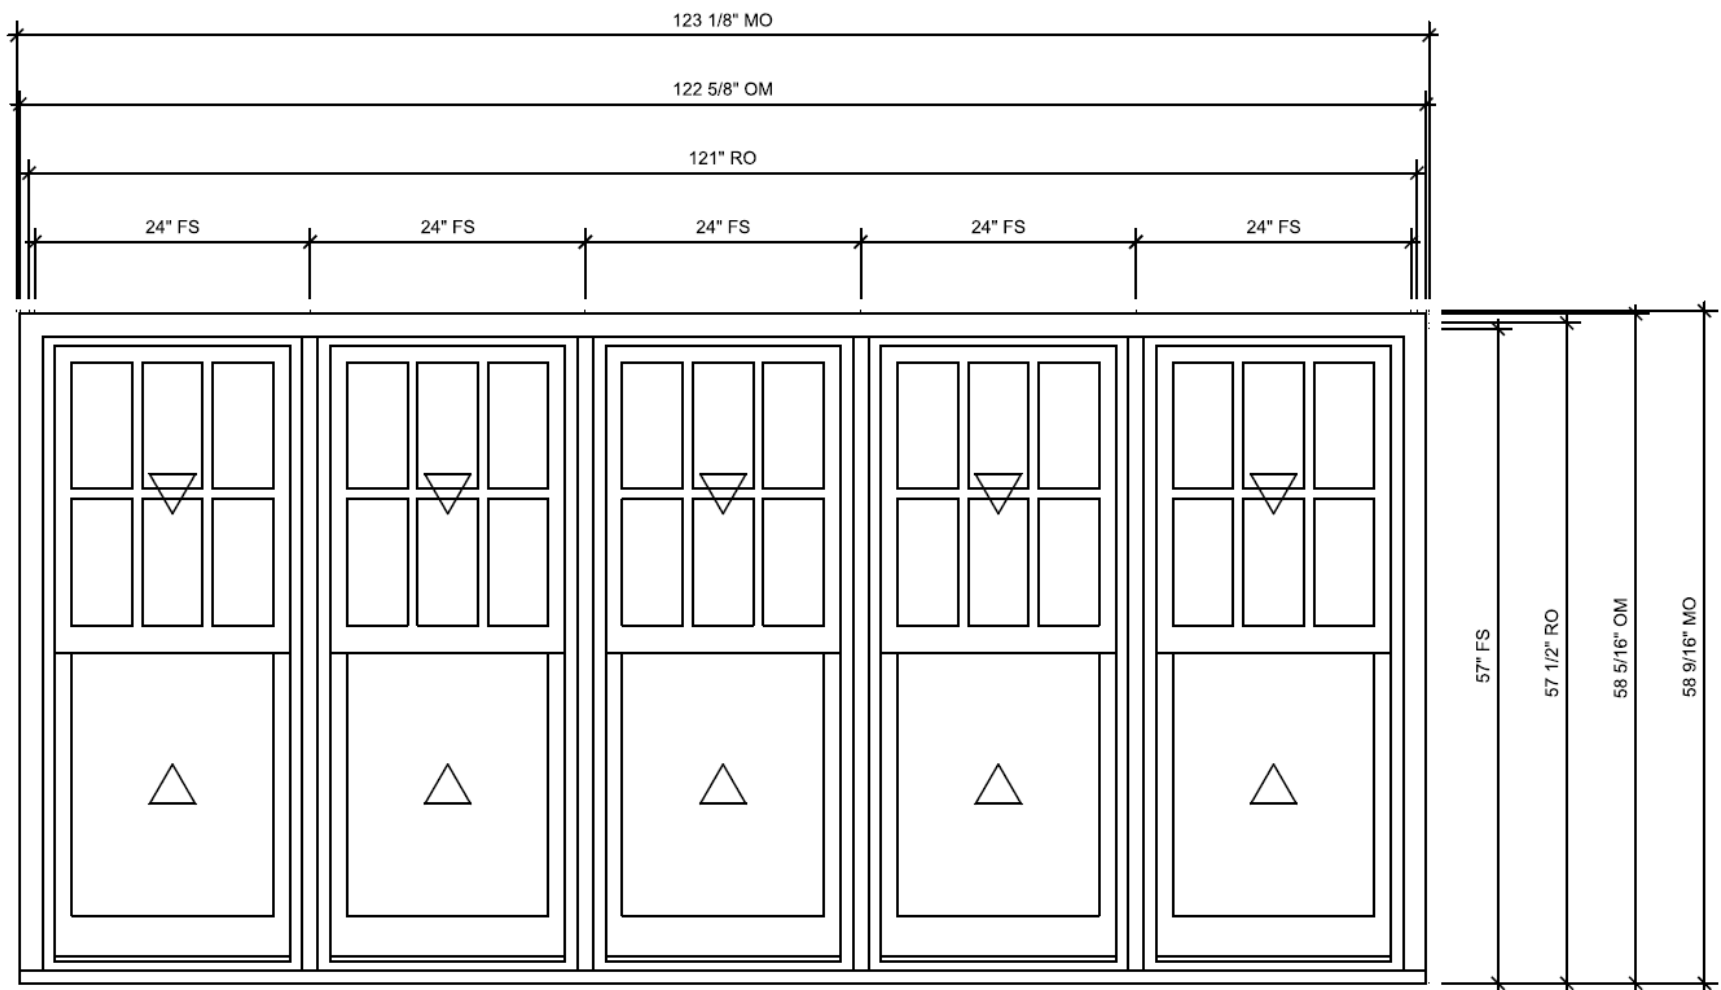 123 1/8" MO
122 5/8" OM
121" RO
24" FS
24" FS
24" FS
24" FS
24" FS
57" FS
57 1/2" RO
58 5/16" OM
58 9/16" MO